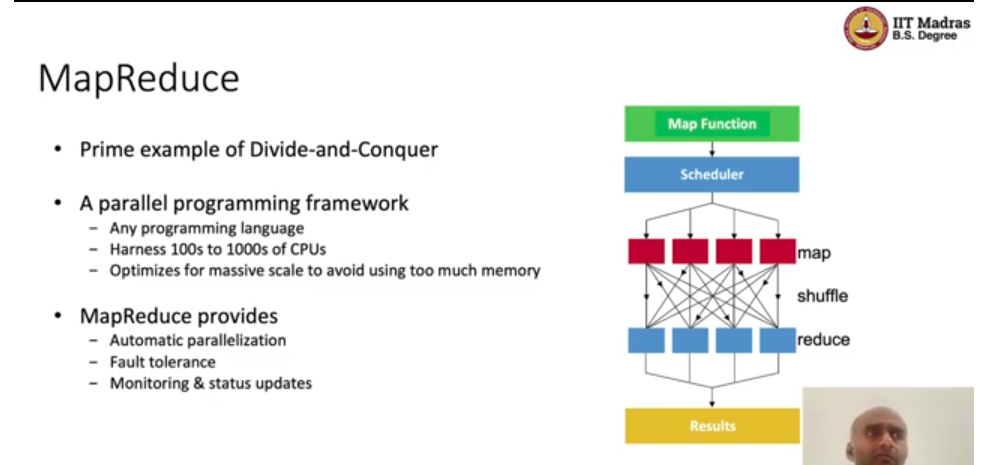 IIT Madras
B.S. Degree
MapReduce
• Prime example of Divide-and-Conquer
• A parallel programming framework
– Any programming language
– Harness 100s to 1000s of CPUs
– Optimizes for massive scale to avoid using too much memory
• MapReduce provides
– Automatic parallelization
– Fault tolerance
– Monitoring & status updates
Map Function
Scheduler
map
shuffle
reduce
Results